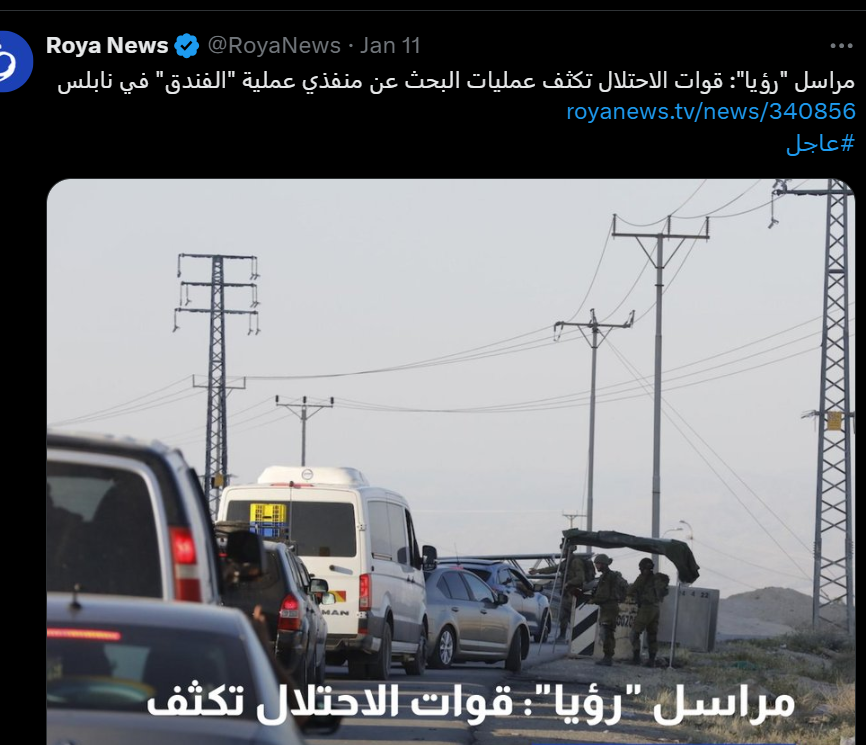 Roya News @RoyaNews · Jan 11
مراسل "رؤيا": قوات الاحتلال تكثف عمليات البحث عن منفذي عملية "الفندق" في نابلس
royanews.tv/news/340856
#عاجل
MAN
مراسل "رؤيا": قوات الاحتلال تكثف